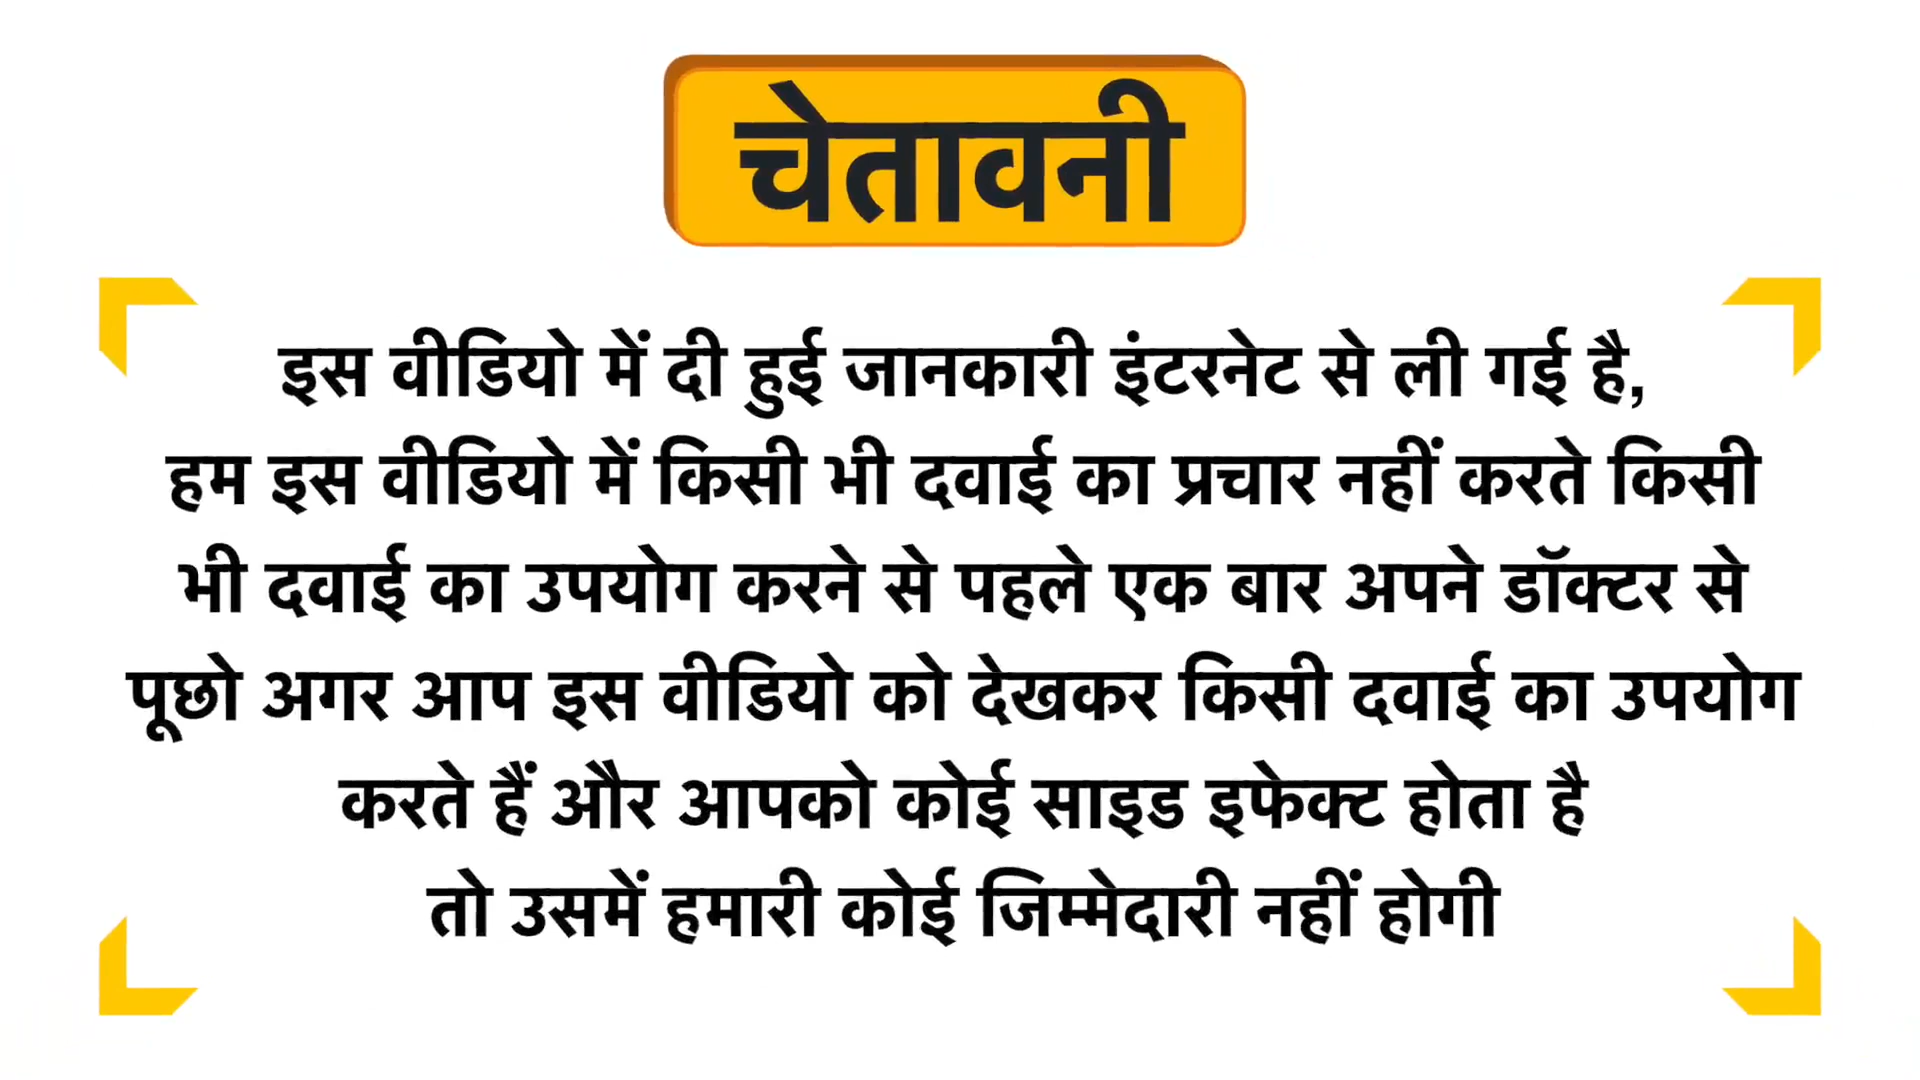 चेतावनी
इस वीडियो में दी हुई जानकारी इंटरनेट से ली गई है,
हम इस वीडियो में किसी भी दवाई का प्रचार नहीं करते किसी
भी दवाई का उपयोग करने से पहले एक बार अपने डॉक्टर से
पूछो अगर आप इस वीडियो को देखकर किसी दवाई का उपयोग
करते हैं और आपको कोई साइड इफेक्ट होता है
तो उसमें हमारी कोई जिम्मेदारी नहीं होगी